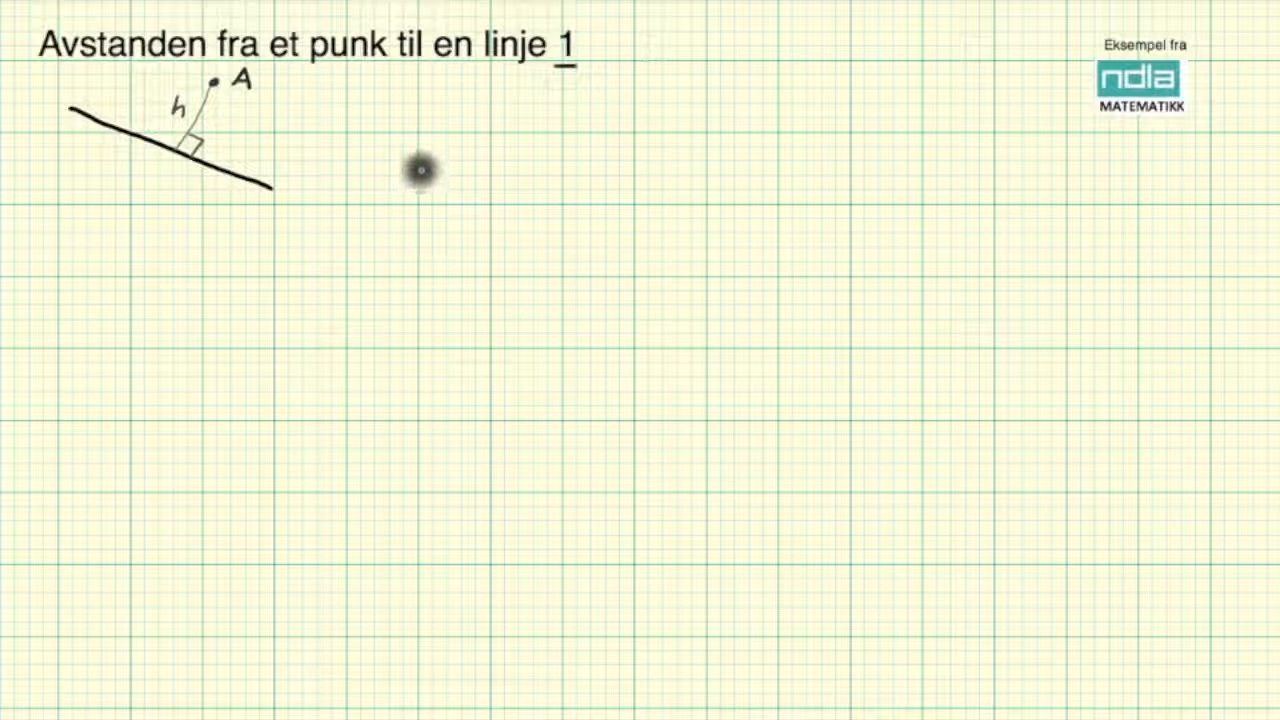 Avstanden fra et punk til en linje 1
Eksempel fra
ndla
MATEMATIKK
A
h